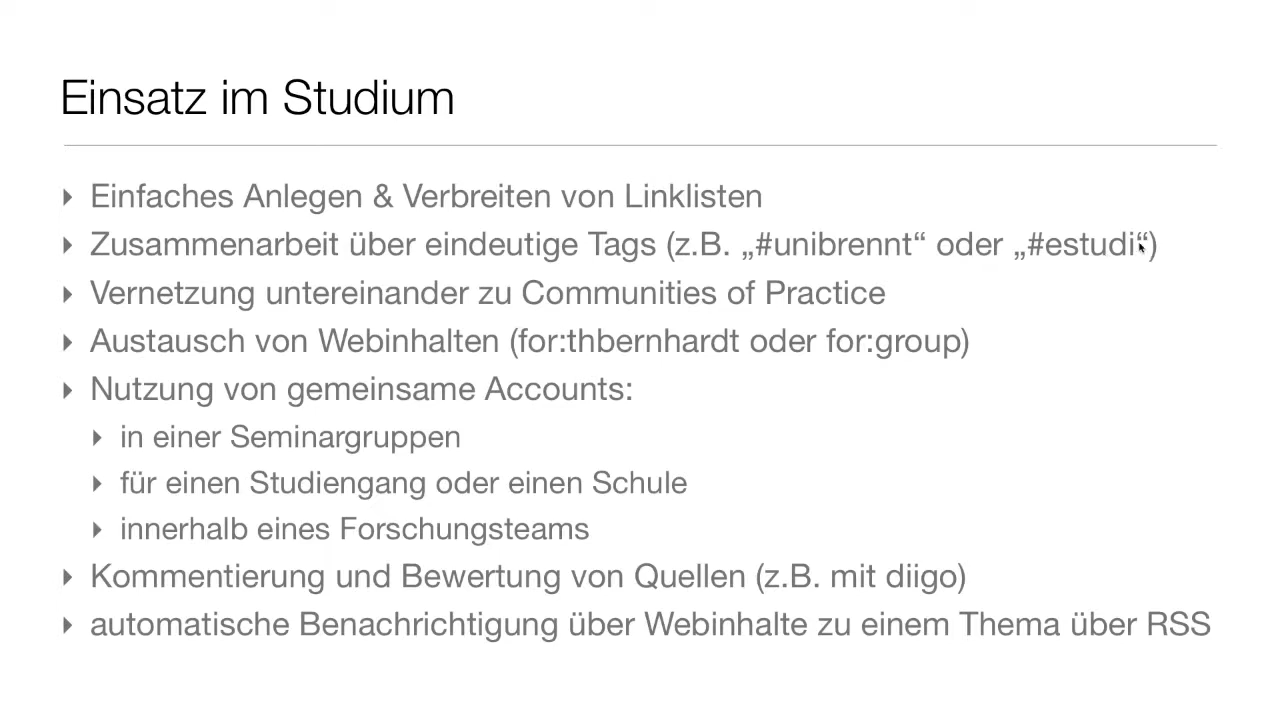 Einsatz im Studium
Einfaches Anlegen & Verbreiten von Linklisten
Zusammenarbeit über eindeutige Tags (z.B. „#unibrennt“ oder „#estudi“)
Vernetzung untereinander zu Communities of Practice
Austausch von Webinhalten (for:thbernhardt oder for:group)
Nutzung von gemeinsame Accounts:
in einer Seminargruppen
für einen Studiengang oder einen Schule
innerhalb eines Forschungsteams
Kommentierung und Bewertung von Quellen (z.B. mit diigo)
automatische Benachrichtigung über Webinhalte zu einem Thema über RSS